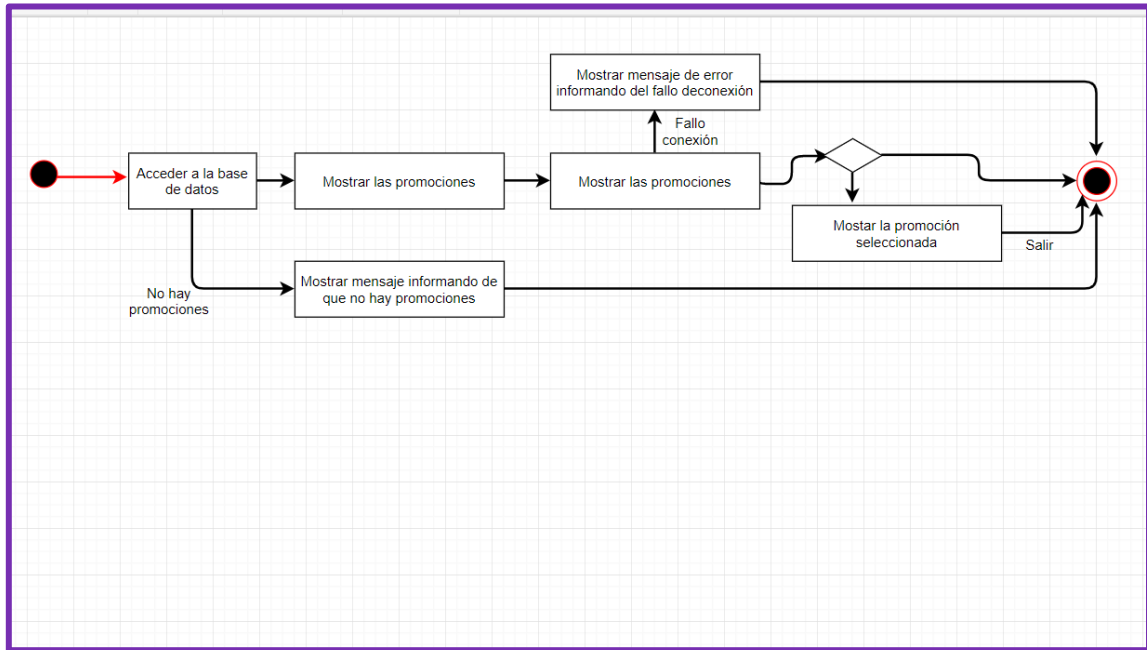 Mostrar mensaje de error
informando del fallo deconexión
Fallo
conexión
Acceder a la base
de datos
Mostrar las promociones
Mostrar las promociones
Mostar la promoción
seleccionada
Salir
No hay
promociones
Mostrar mensaje informando de
que no hay promociones